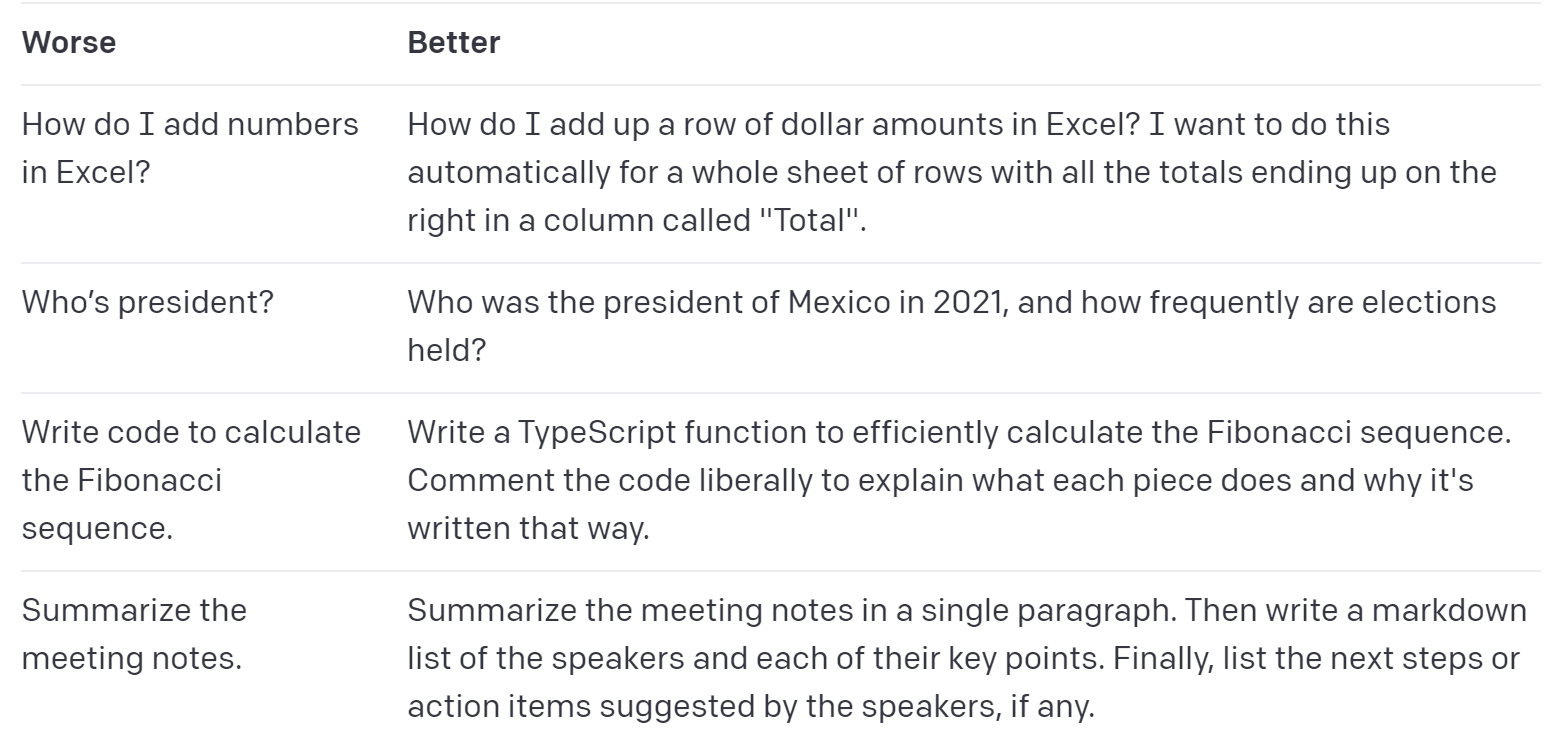 Worse
Better
How do I add numbers
in Excel?
How do I add up a row of dollar amounts in Excel? I want to do this
automatically for a whole sheet of rows with all the totals ending up on the
right in a column called "Total".
Who’s president?
Who was the president of Mexico in 2021, and how frequently are elections
held?
Write code to calculate
the Fibonacci
sequence.
Write a TypeScript function to efficiently calculate the Fibonacci sequence.
Comment the code liberally to explain what each piece does and why it's
written that way.
Summarize the
meeting notes.
Summarize the meeting notes in a single paragraph. Then write a markdown
list of the speakers and each of their key points. Finally, list the next steps or
action items suggested by the speakers, if any.